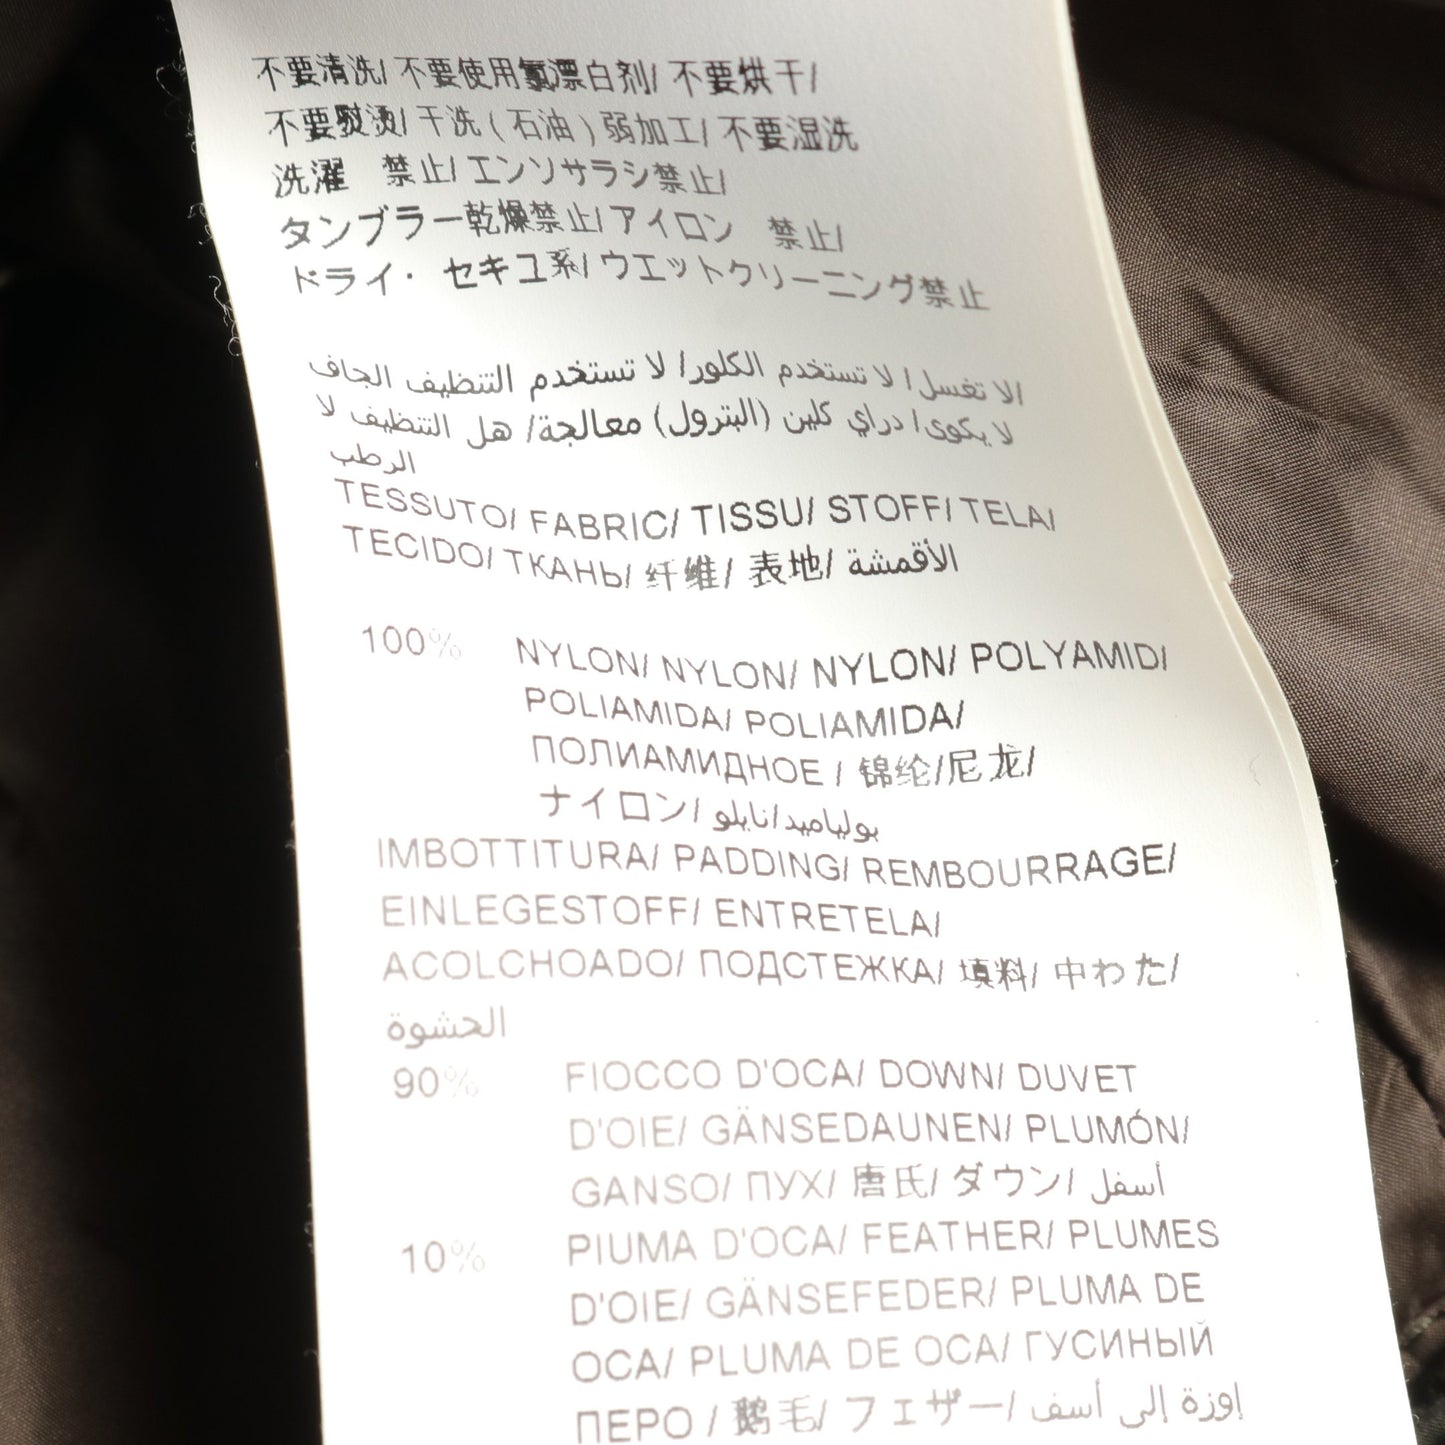 不要清洗/ 不要使用氯漂白剂/ 不要烘干/
不要熨烫/ 干洗 ( 石油 ) 弱加工/ 不要湿洗
洗濯 禁止/ エンソサラシ禁止/
タンブラー乾燥禁止/ アイロン 禁止/
ドライ・ セキユ系/ ウエットクリーニング禁止
الا تغسل/ لا تستخدم الكلور/ لا تستخدم التنظيف الجاف
لا يكوى/ دراي كلين (البترول) معالجة/ هل التنظيف لا
الرطب
TESSUTO/ FABRIC/ TISSU/ STOFF/ TELA/
TECIDO/ ТКАНЬ/ 纤维/ 表地/ الأقمشة
100% NYLON/ NYLON/ NYLON/ POLYAMID/
POLIAMIDA/ POLIAMIDA/
ПОЛИАМИДНОЕ / 锦纶/尼龙/
ナイロン/ بولياميد/نايلو
IMBOTTITURA/ PADDING/ REMBOURRAGE/
EINLEGESTOFF/ ENTRETELA/
ACOLCHOADO/ ПОДСТЕЖКА/ 填料/ 中わた/
الحشوة
90% FIOCCO D'OCA/ DOWN/ DUVET
D'OIE/ GÄNSEDAUNEN/ PLUMÓN/
GANSO/ ПУХ/ 唐氏/ ダウン/ أسفل
10% PIUMA D'OCA/ FEATHER/ PLUMES
D'OIE/ GÄNSEFEDER/ PLUMA DE
OCA/ PLUMA DE OCA/ ГУСИНЫЙ
ПЕРО / 鹅毛/ フェザー/ إوزة إلى أسف